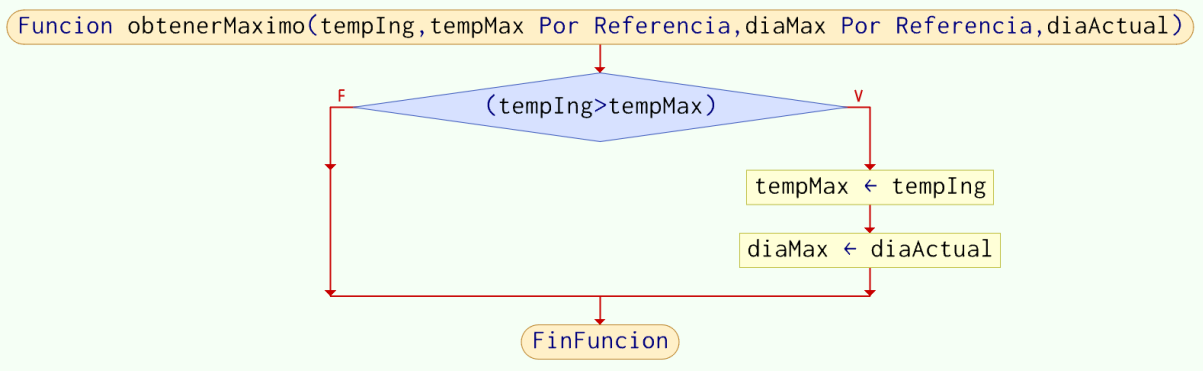 Funcion obtenerMaximo(tempIng,tempMax Por Referencia,diaMax Por Referencia,diaActual)
F
(tempIng>tempMax)
V
tempMax ← tempIng
diaMax ← diaActual
FinFuncion